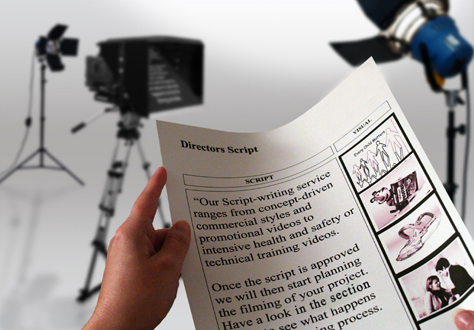 Directors Script
SCRIPT
VISUAL
"Our Script-writing service
ranges from concept-driven
commercial styles and
promotional videos to
intensive health and safety or
technical training videos.
Once the script is approved
we will then start planning
the filming of your project.
Have a look in the section
to see what happens
process.